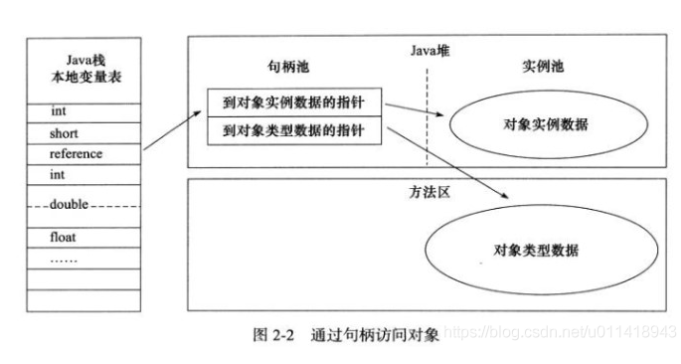 Java栈
本地变量表
int
short
reference
int
double
float
……
Java堆
句柄池
实例池
到对象实例数据的指针
到对象类型数据的指针
对象实例数据
方法区
对象类型数据
图 2-2 通过句柄访问对象
https://blog.csdn.net/u011418943